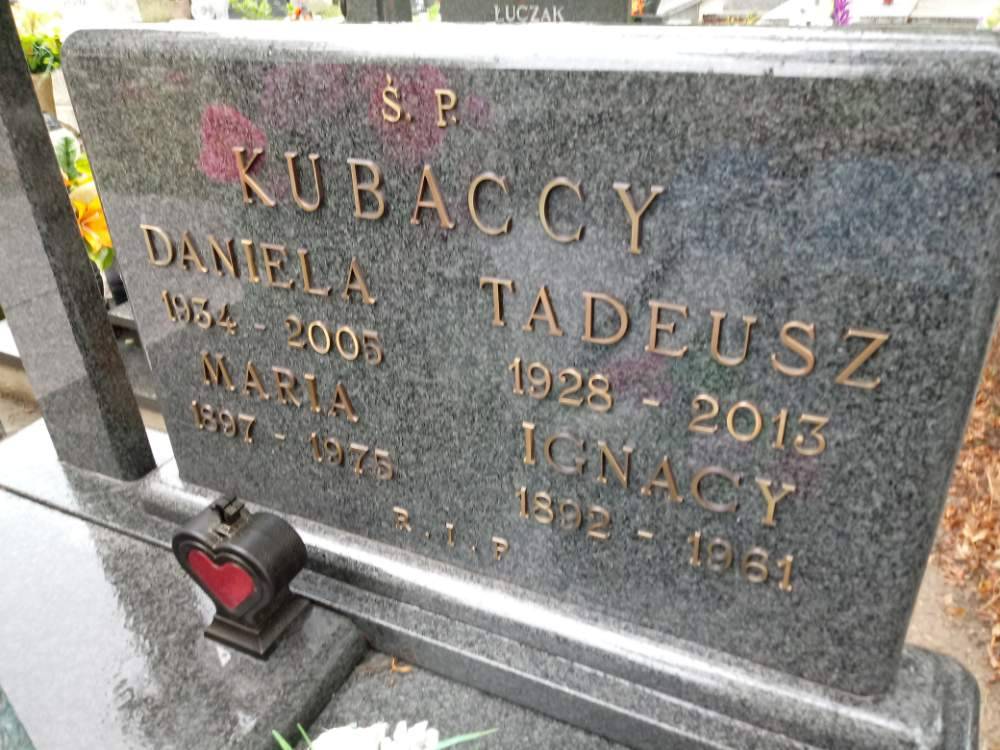 ŁUCZAK
Ś. P.
KUBACCY
DANIELA
1934 - 2005
MARIA
1897 - 1975
TADEUSZ
1928 - 2013
IGNACY
1892 - 1961
R. I. P